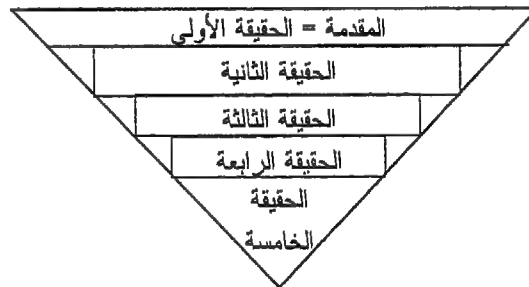 المقدمة = الحقيقة الأولى
الحقيقة الثانية
الحقيقة الثالثة
الحقيقة الرابعة
الحقيقة
الخامسة